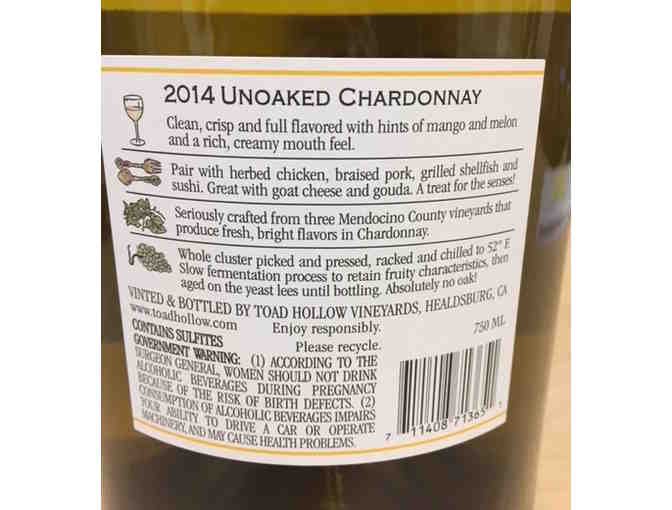 2014 UNOAKED CHARDONNAY
Clean, crisp and full flavored with hints of mango and melon
and a rich, creamy mouth feel.
Pair with herbed chicken, braised pork, grilled shellfish and
sushi. Great with goat cheese and gouda. A treat for the senses!
Seriously crafted from three Mendocino County vineyards that
produce fresh, bright flavors in Chardonnay.
Whole cluster picked and pressed, racked and chilled to 52° F.
Slow fermentation process to retain fruity characteristics, then
aged on the yeast lees until bottling. Absolutely no oak!
VINTED & BOTTLED BY TOAD HOLLOW VINEYARDS, HEALDSBURG, CA
www.toadhollow.com Enjoy responsibly. 750 ML
CONTAINS SULFITES Please recycle.
GOVERNMENT WARNING: (1) ACCORDING TO THE
SURGEON GENERAL, WOMEN SHOULD NOT DRINK
ALCOHOLIC BEVERAGES DURING PREGNANCY
BECAUSE OF THE RISK OF BIRTH DEFECTS. (2)
CONSUMPTION OF ALCOHOLIC BEVERAGES IMPAIRS
YOUR ABILITY TO DRIVE A CAR OR OPERATE
MACHINERY, AND MAY CAUSE HEALTH PROBLEMS.
7 11408 71365 1